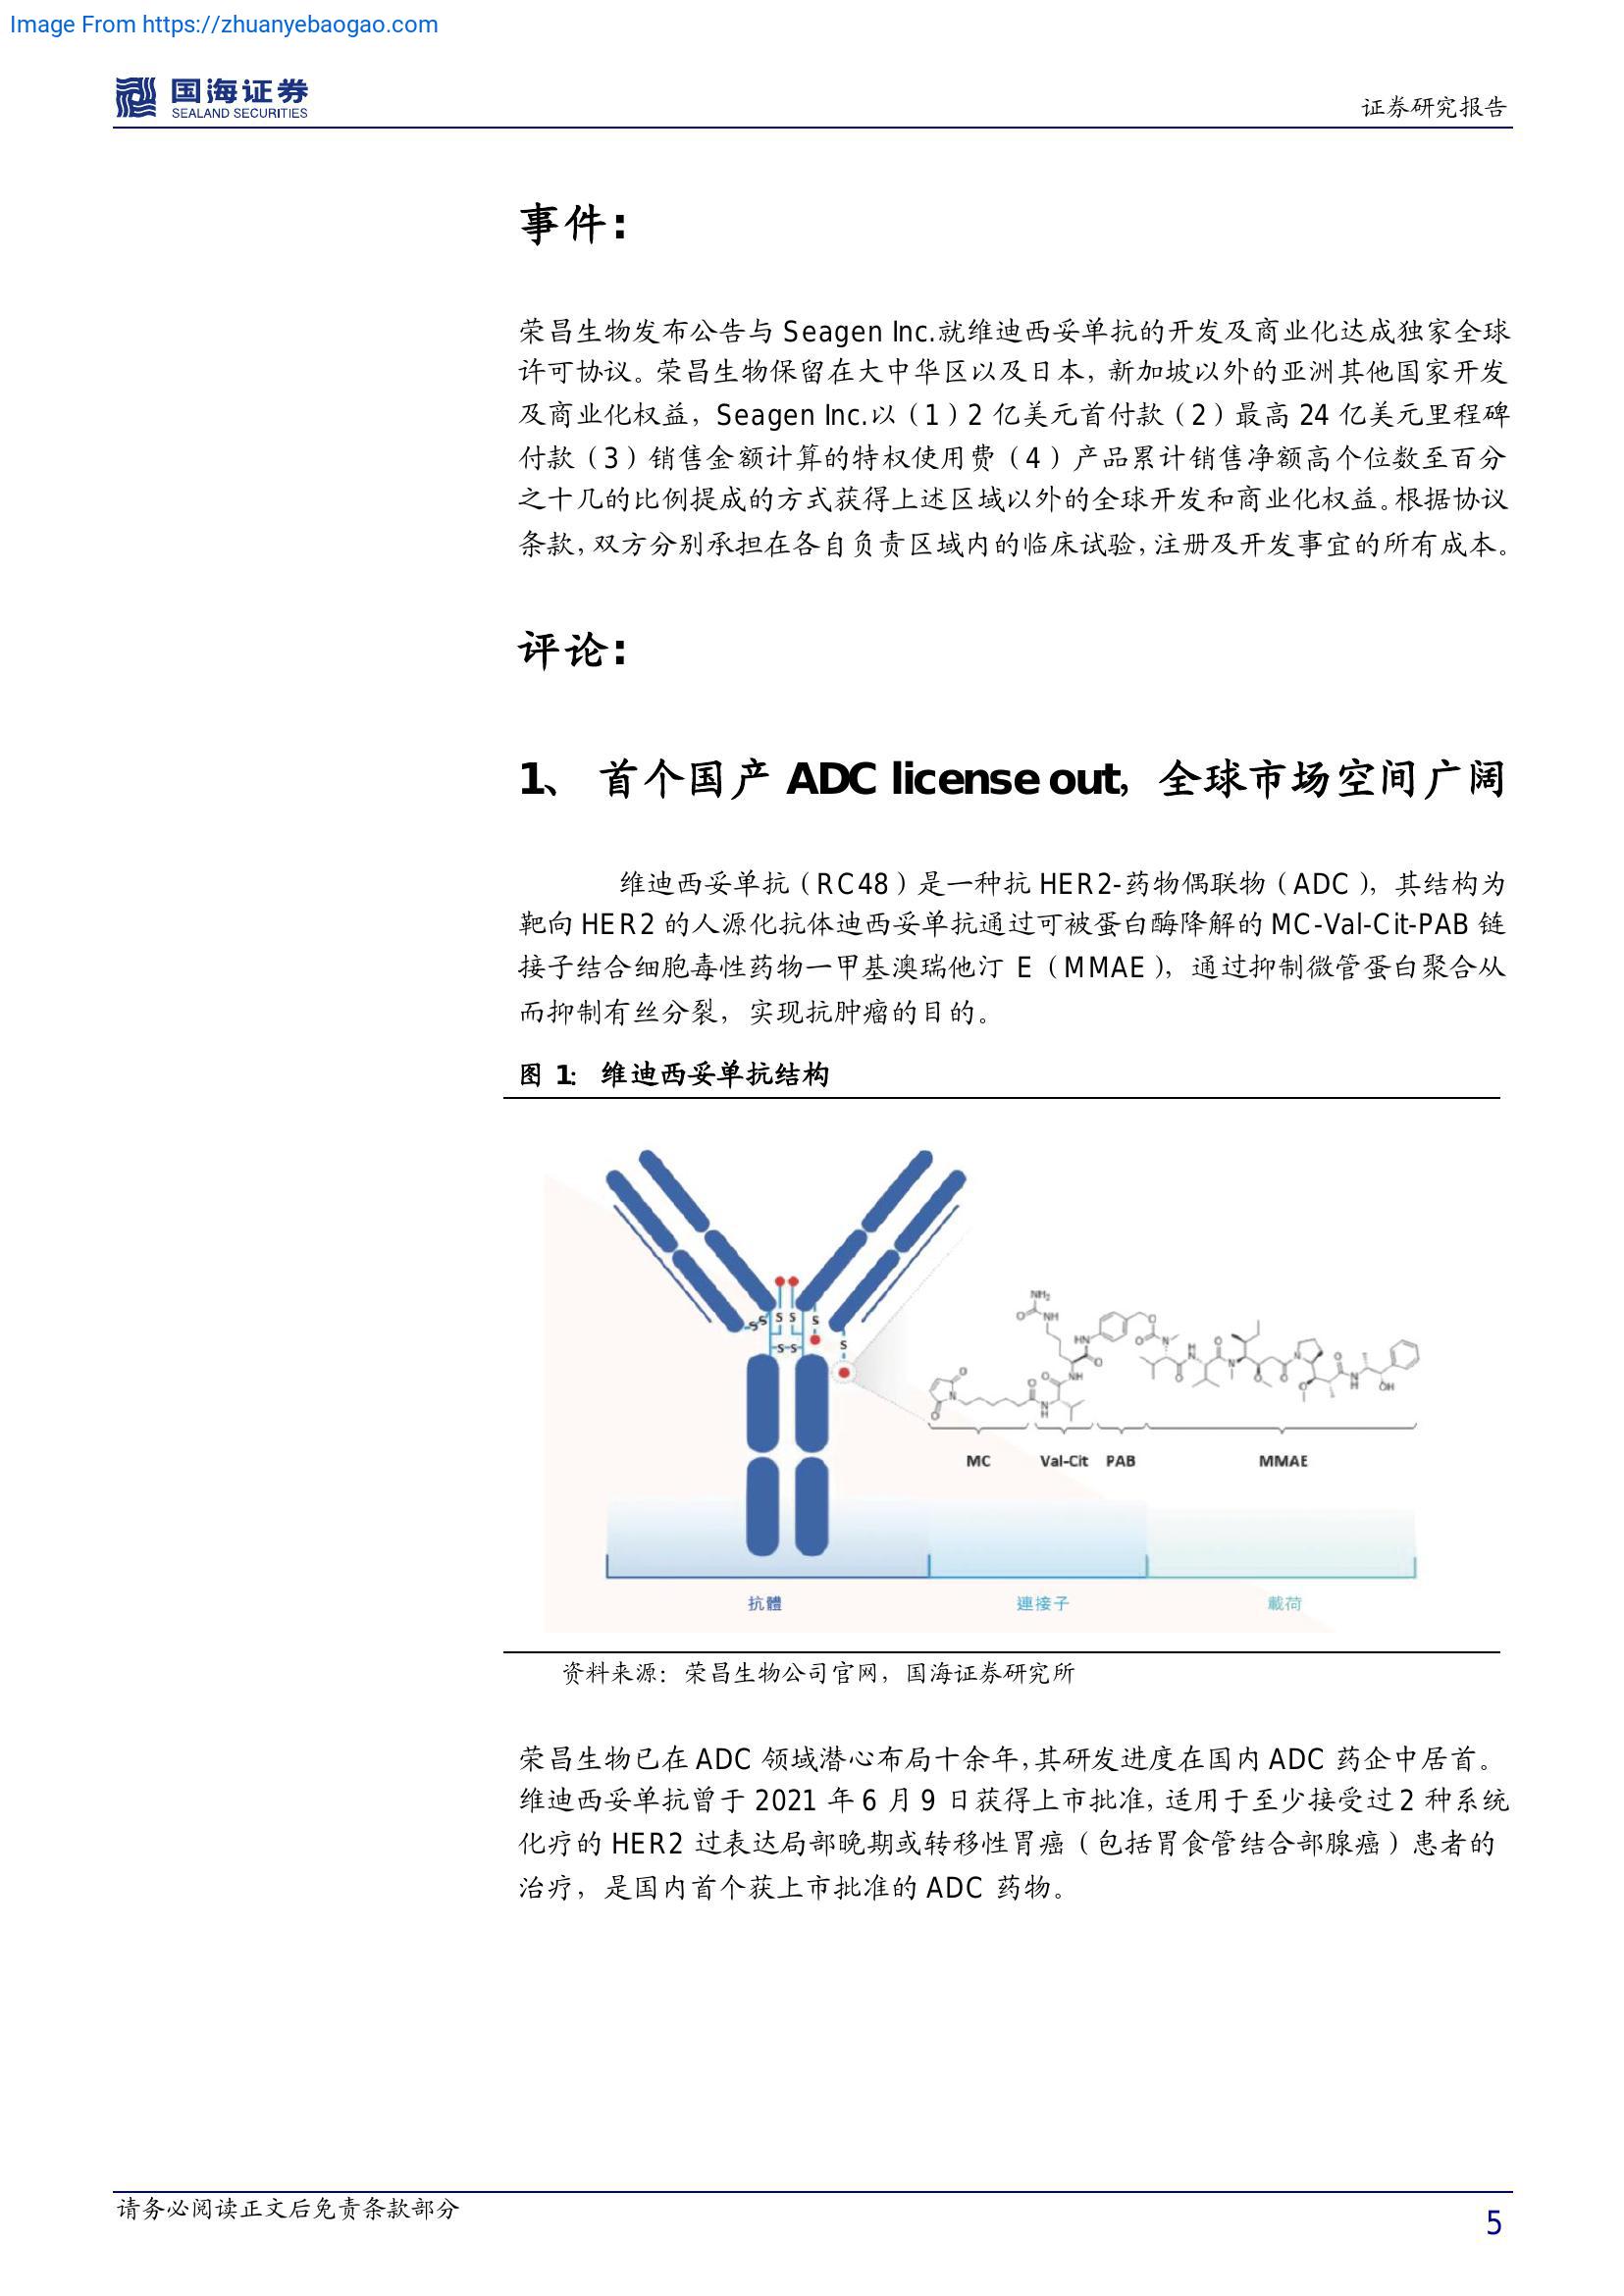 Image From https://zhuanyebaogao.com
国海证券
SEALAND SECURITIES
证券研究报告
事件：
荣昌生物发布公告与 Seagen Inc.就维迪西妥单抗的开发及商业化达成独家全球
许可协议。荣昌生物保留在大中华区以及日本，新加坡以外的亚洲其他国家开发
及商业化权益，Seagen Inc.以（1）2 亿美元首付款（2）最高 24 亿美元里程碑
付款（3）销售金额计算的特权使用费（4）产品累计销售净额高个位数至百分
之十几的比例提成的方式获得上述区域以外的全球开发和商业化权益。根据协议
条款，双方分别承担在各自负责区域内的临床试验，注册及开发事宜的所有成本。
评论：
1、 首个国产 ADC license out，全球市场空间广阔
维迪西妥单抗（RC48）是一种抗 HER2-药物偶联物（ADC），其结构为
靶向 HER2 的人源化抗体迪西妥单抗通过可被蛋白酶降解的 MC-Val-Cit-PAB 链
接子结合细胞毒性药物一甲基澳瑞他汀 E（MMAE），通过抑制微管蛋白聚合从
而抑制有丝分裂，实现抗肿瘤的目的。
图 1： 维迪西妥单抗结构
NH₂
O NH
HN O
O O
N
O NH
O
N
O
O
N
H
S S S S S
S-S
S
O
N
H
N
O
N
O
O
N
O
O
N
H
OH
MC Val-Cit PAB MMAE
抗體 連接子 載荷
资料来源：荣昌生物公司官网，国海证券研究所
荣昌生物已在 ADC 领域潜心布局十余年，其研发进度在国内 ADC 药企中居首。
维迪西妥单抗曾于 2021 年 6 月 9 日获得上市批准，适用于至少接受过 2 种系统
化疗的 HER2 过表达局部晚期或转移性胃癌（包括胃食管结合部腺癌）患者的
治疗，是国内首个获上市批准的 ADC 药物。
请务必阅读正文后免责条款部分
5